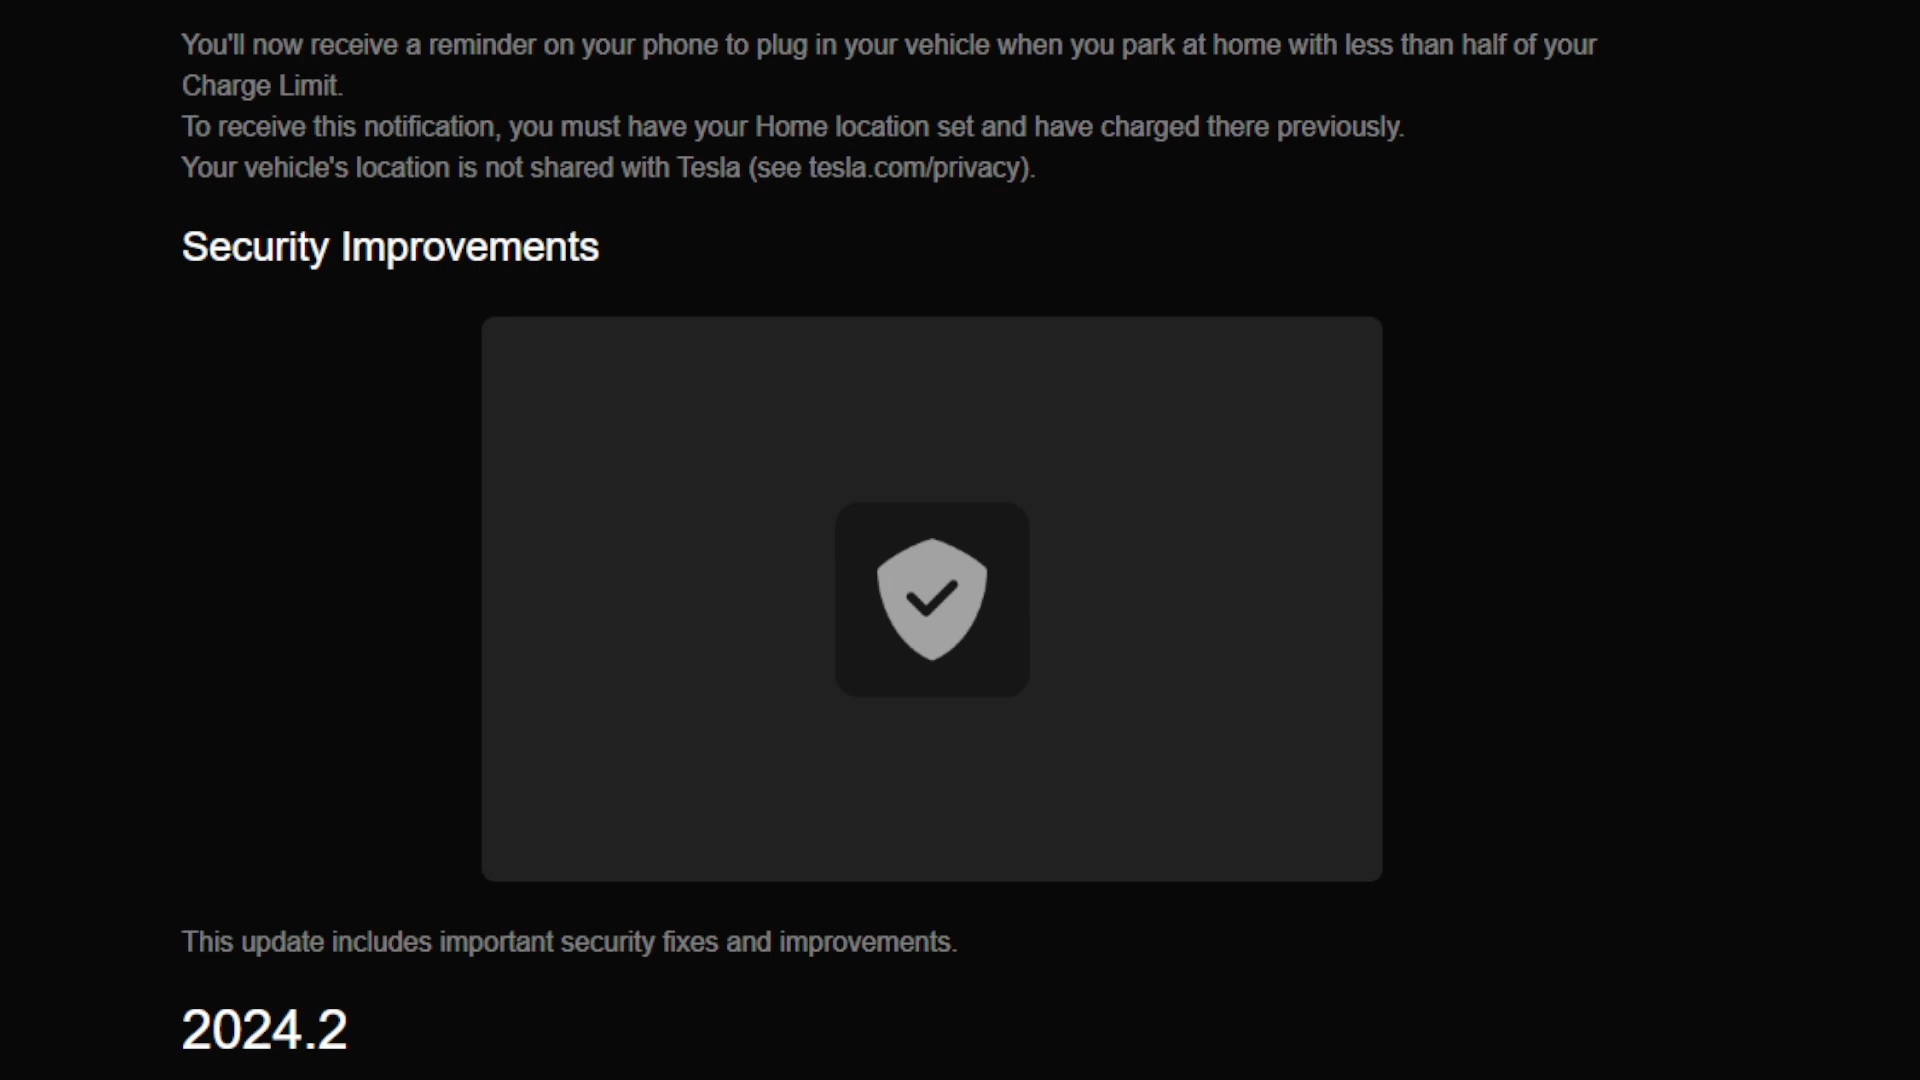 You'll now receive a reminder on your phone to plug in your vehicle when you park at home with less than half of your
Charge Limit.
To receive this notification, you must have your Home location set and have charged there previously.
Your vehicle's location is not shared with Tesla (see tesla.com/privacy).
Security Improvements
This update includes important security fixes and improvements.
2024.2